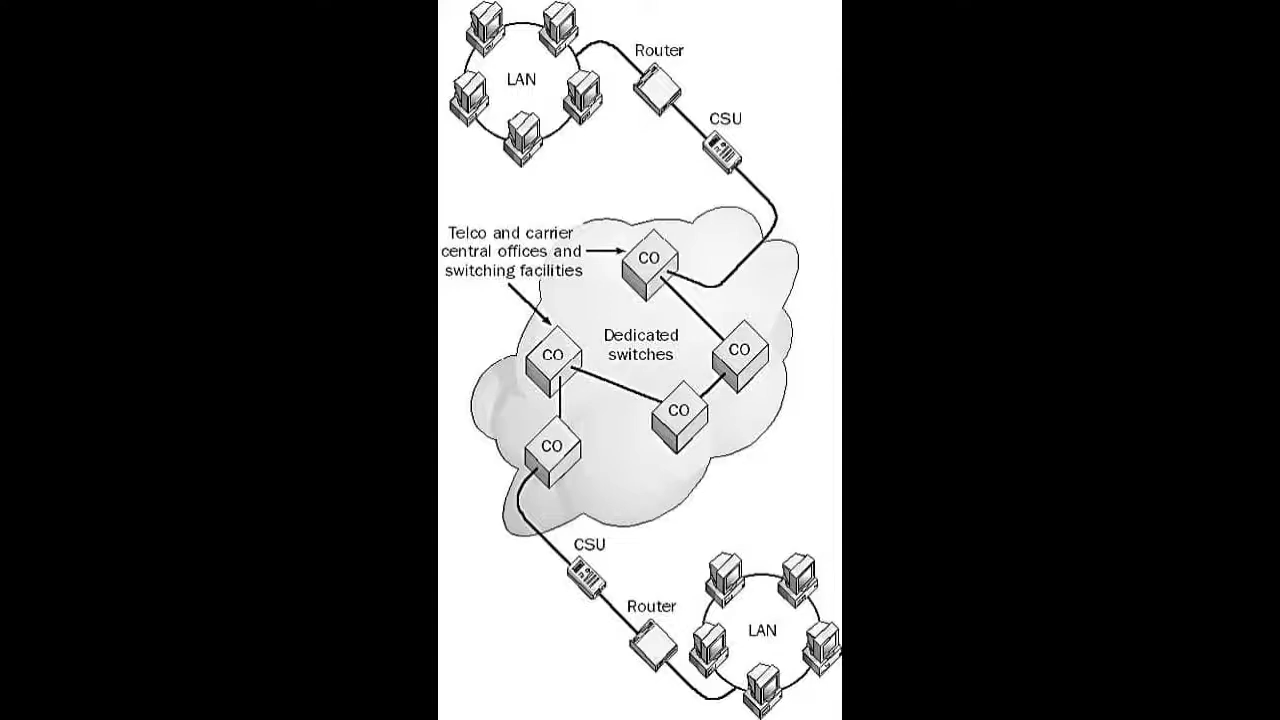 LAN
Router
CSU
Telco and carrier
central offices and
switching facilities
CO
Dedicated
switches
CO
CO
CO
CO
CSU
Router
LAN